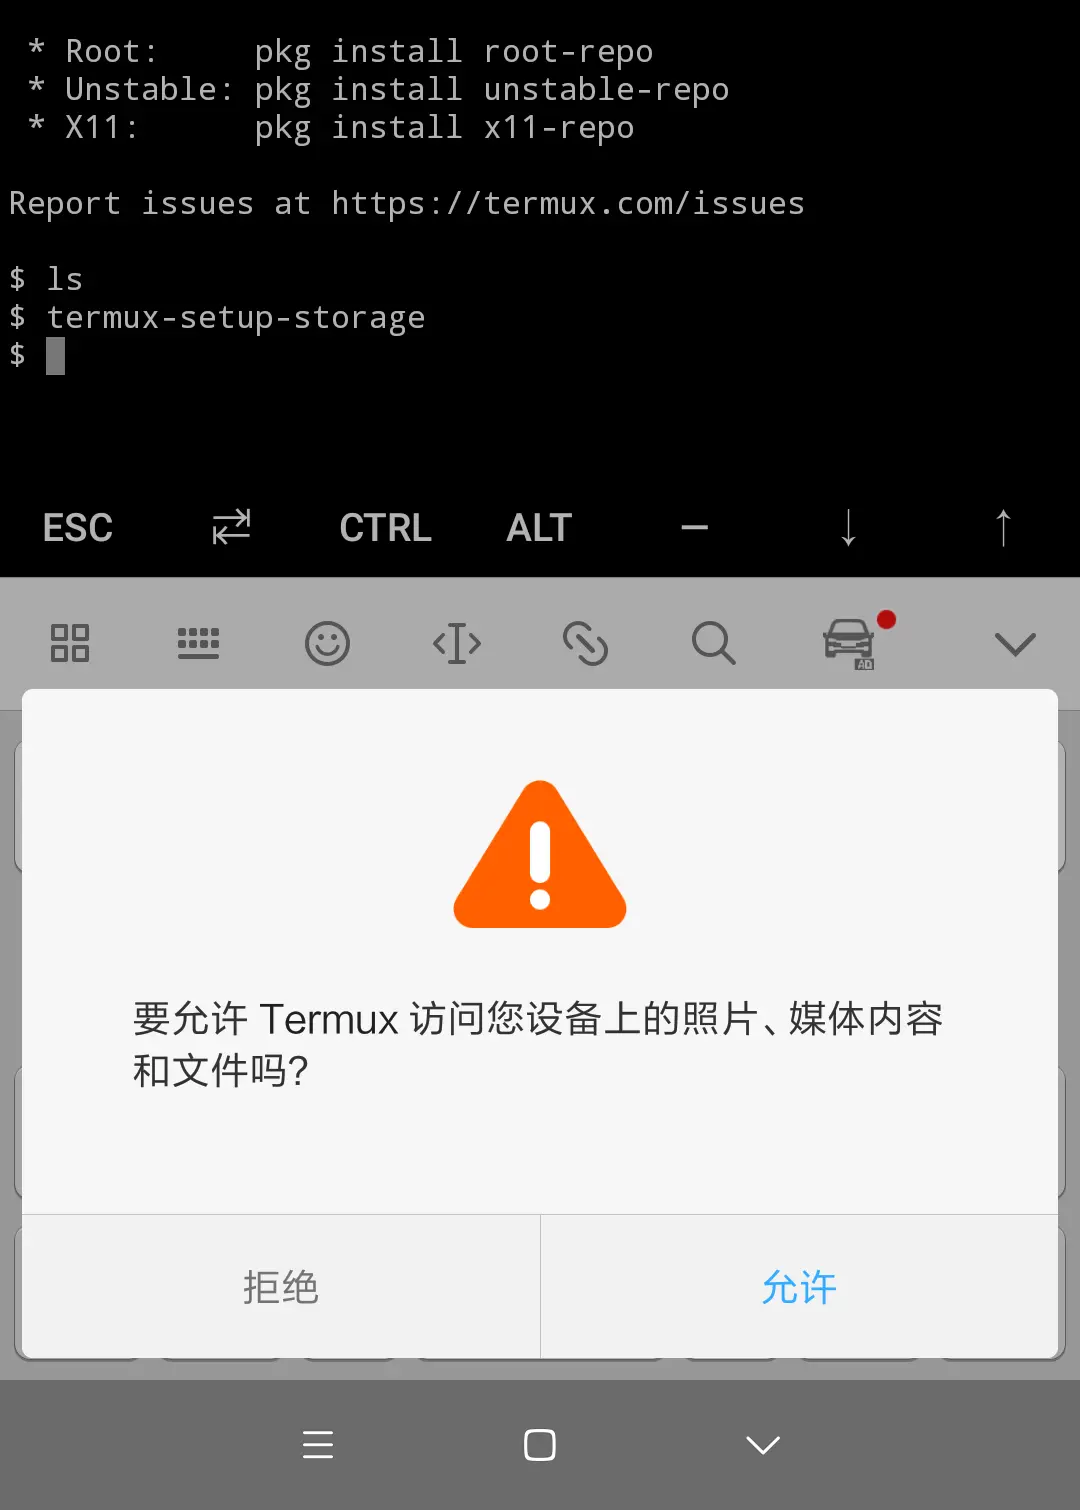 * Root:     pkg install root-repo
* Unstable: pkg install unstable-repo
* X11:      pkg install x11-repo
Report issues at https://termux.com/issues
$ ls
$ termux-setup-storage
$
ESC CTRL ALT — ↓ ↑
AD
要允许 Termux 访问您设备上的照片、媒体内容
和文件吗?
拒绝 允许